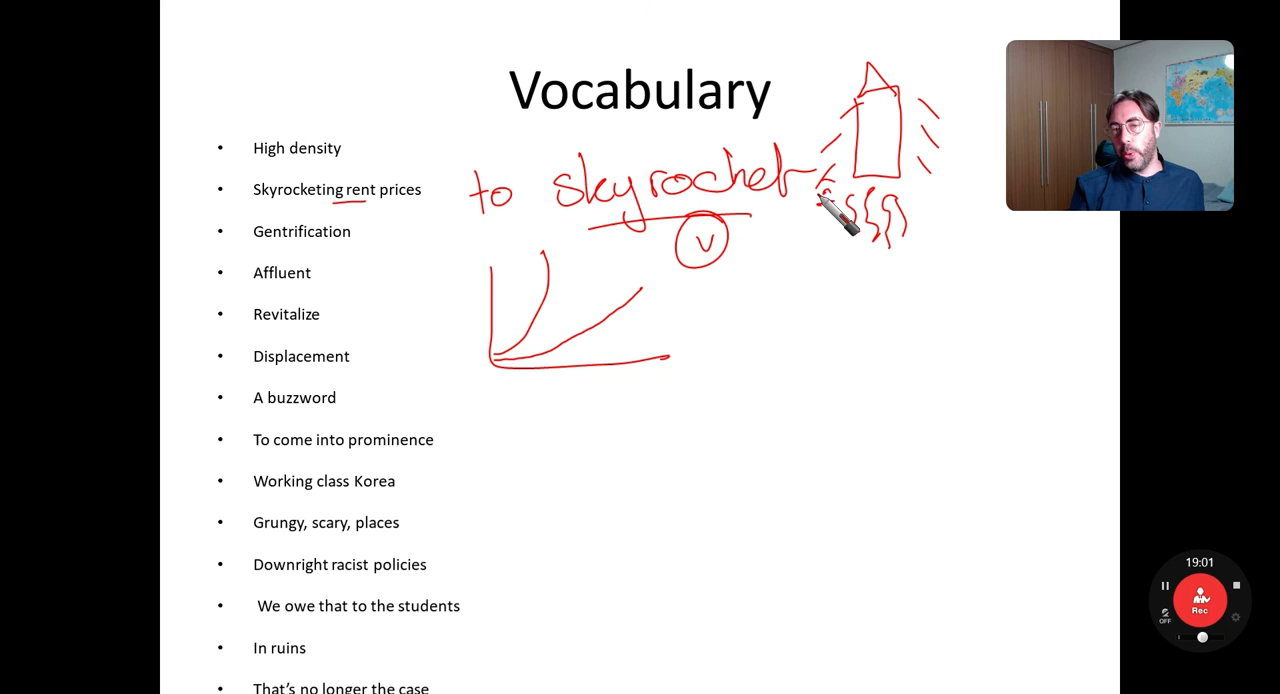 Vocabulary
• High density
• Skyrocketing rent prices
• Gentrification
• Affluent
• Revitalize
• Displacement
• A buzzword
• To come into prominence
• Working class Korea
• Grungy, scary, places
• Downright racist policies
• We owe that to the students
• In ruins
• That's no longer the case
to skyrocket
v
19:01
Rec
OFF